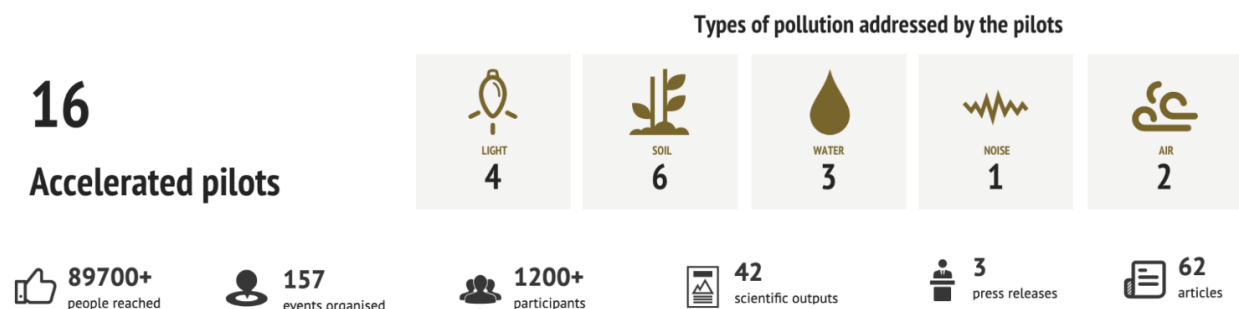 Types of pollution addressed by the pilots
16
Accelerated pilots
LIGHT
4
SOIL
6
WATER
3
NOISE
1
AIR
2
89700+
people reached
157
events organised
1200+
participants
42
scientific outputs
3
press releases
62
articles